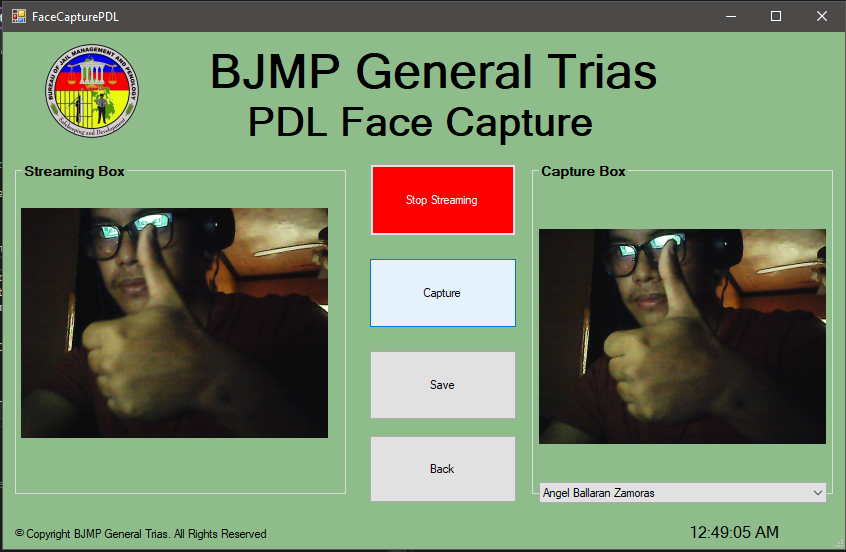 FaceCapturePDL
BUREAU OF JAIL MANAGEMENT AND PENOLOGY
Safekeeping and Development
BJMP General Trias
PDL Face Capture
Streaming Box
Stop Streaming
Capture
Save
Back
Capture Box
Angel Ballaran Zamoras
© Copyright BJMP General Trias. All Rights Reserved
12:49:05 AM